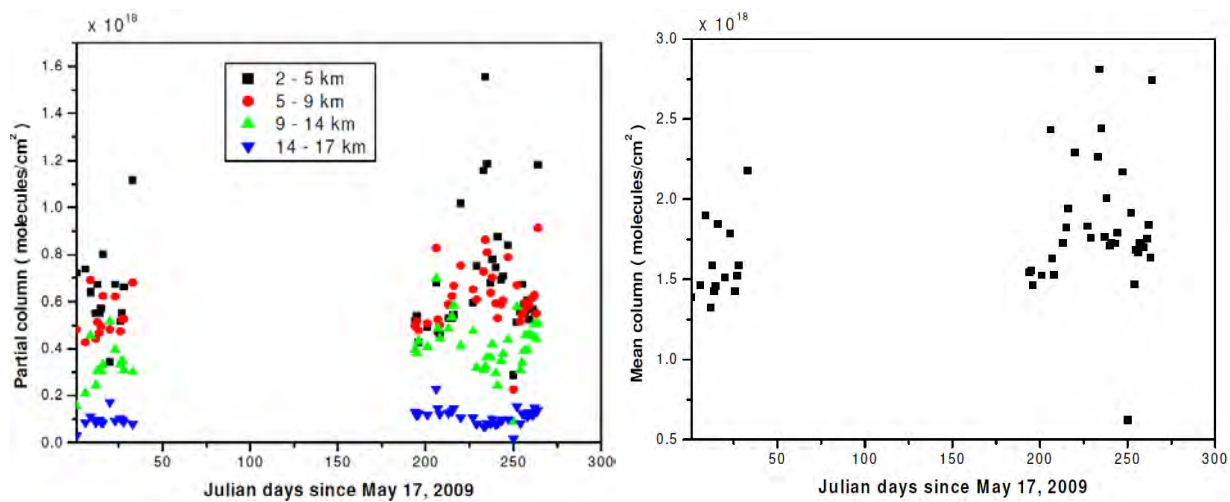 x 10^18
1.6
1.4
1.2
1.0
0.8
0.6
0.4
0.2
0.0
Partial column ( molecules/cm²)
2 - 5 km
5 - 9 km
9 - 14 km
14 - 17 km
50
100
150
200
250
300
Julian days since May 17, 2009
x 10^18
3.0
2.5
2.0
1.5
1.0
0.5
Mean column ( molecules/cm²)
50
100
150
200
250
300
Julian days since May 17, 2009